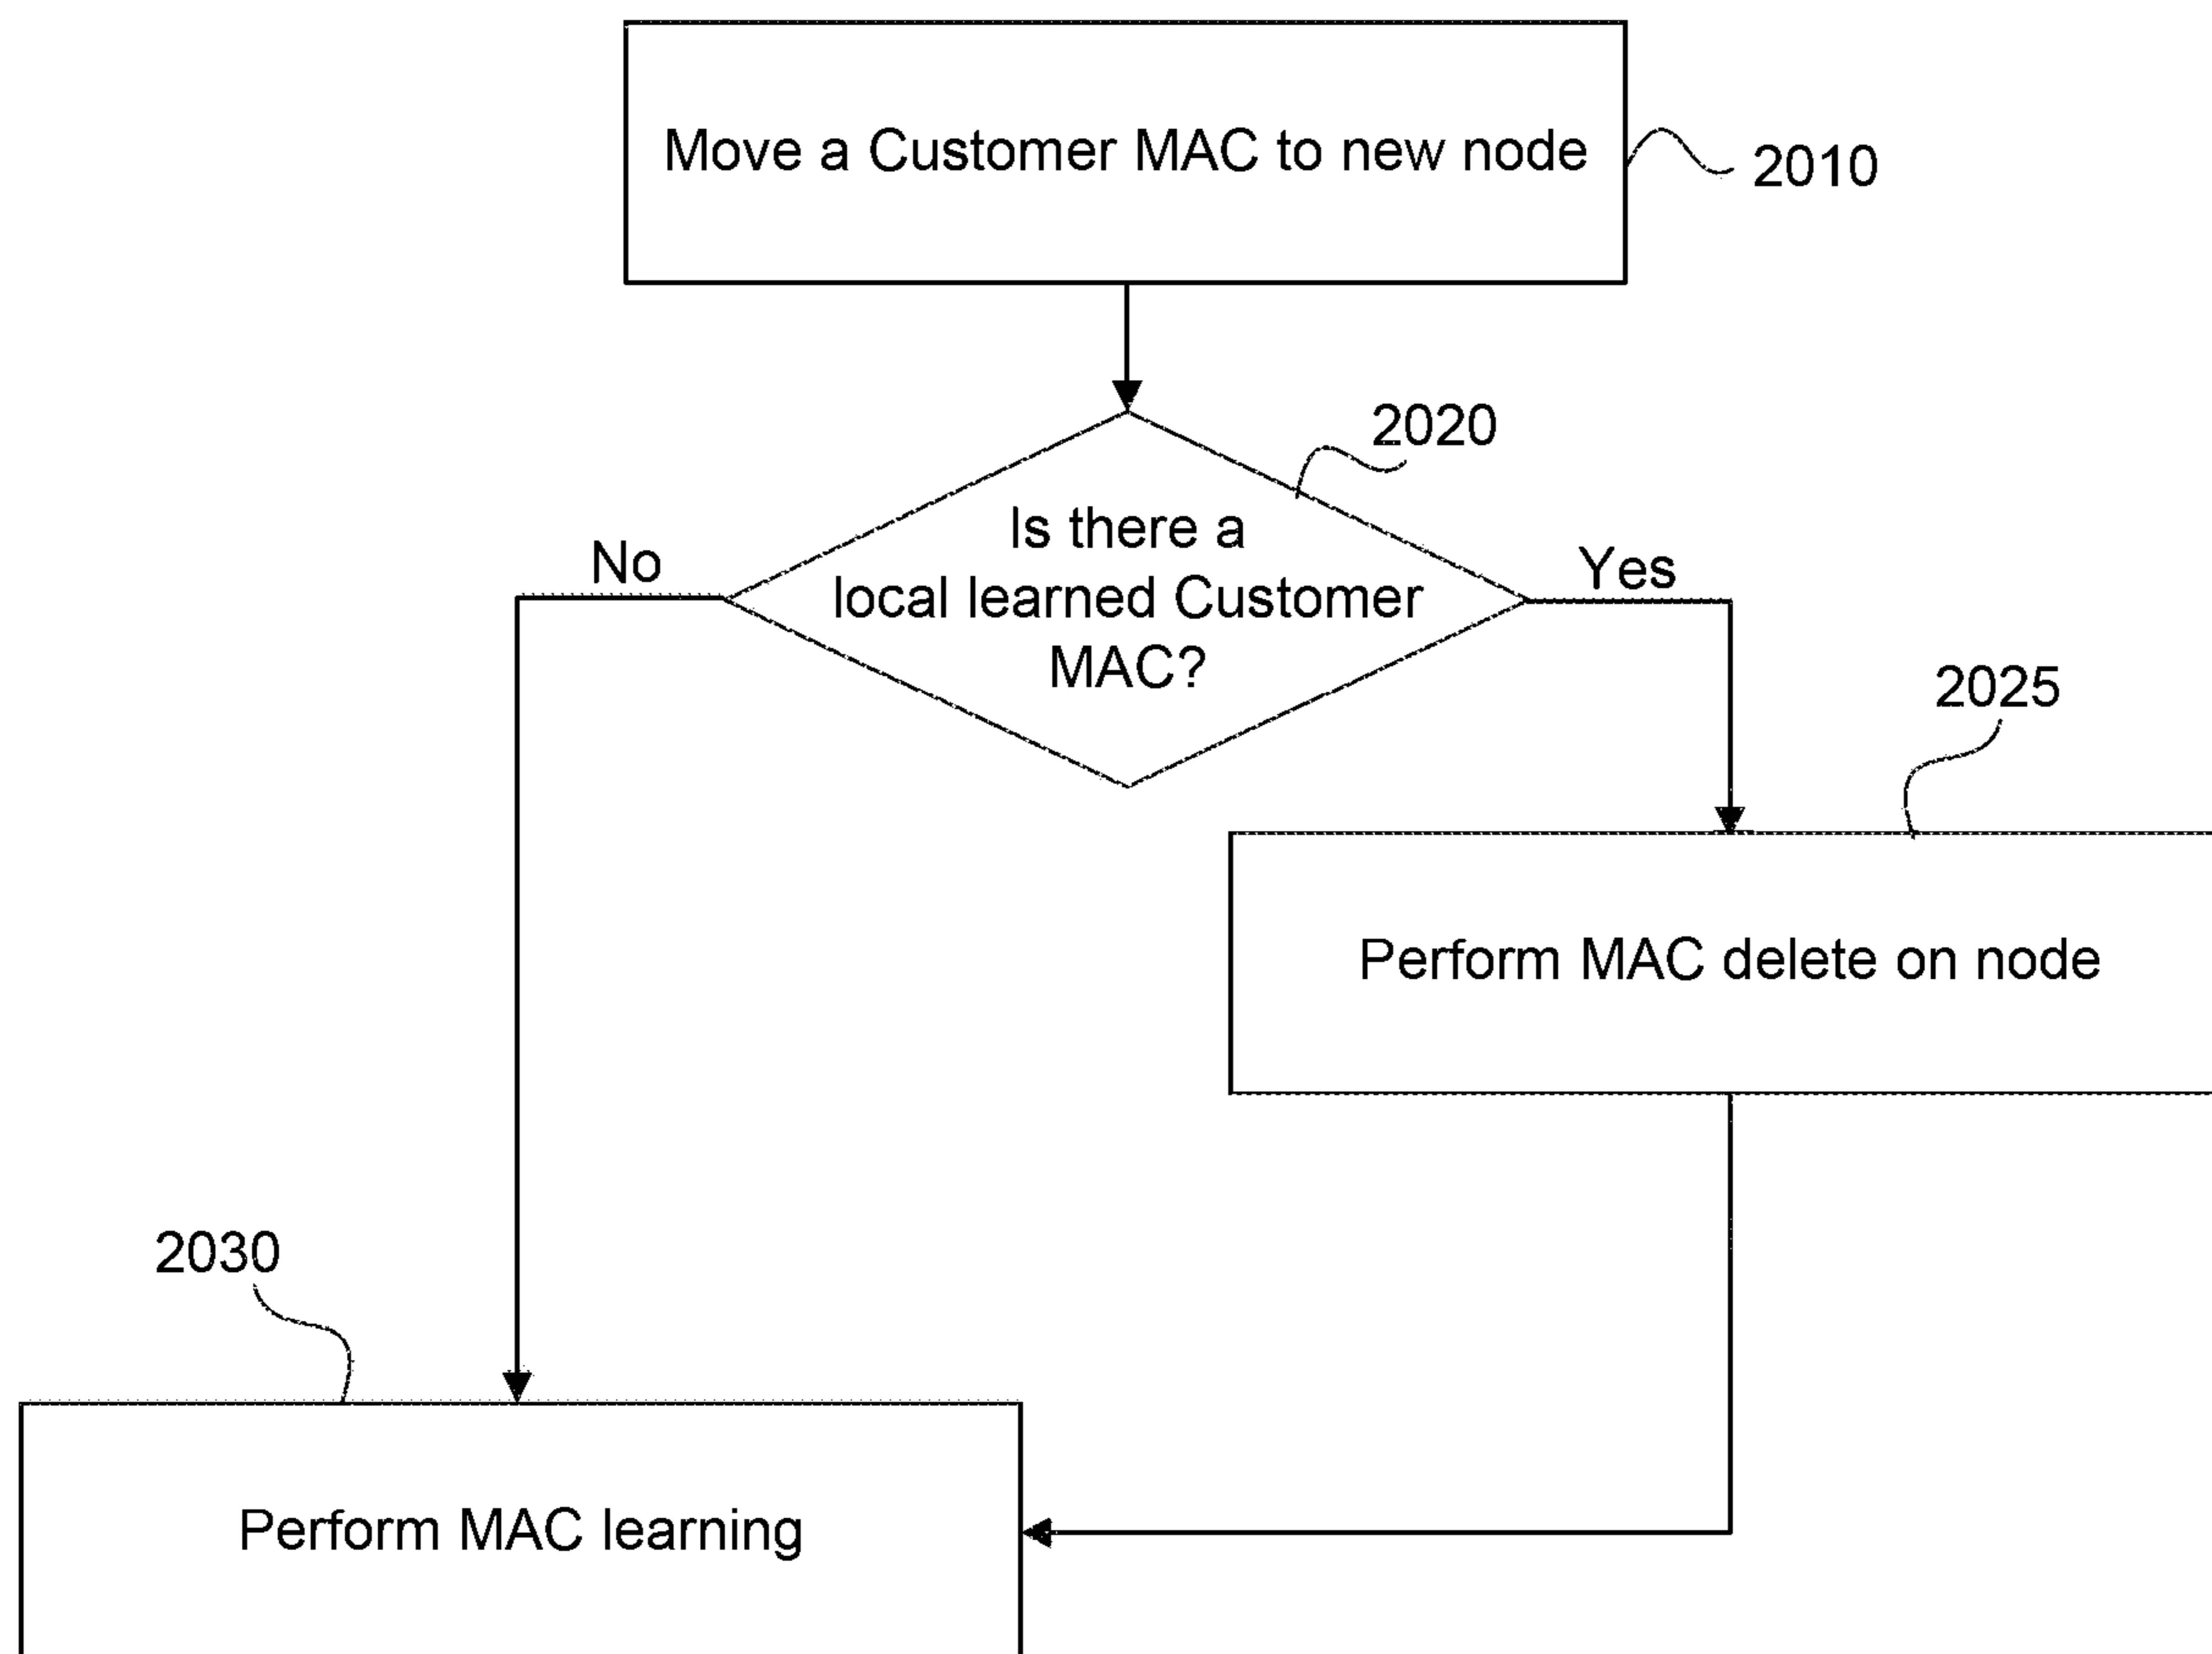 Move a Customer MAC to new node
2010
2020
Is there a
local learned Customer
MAC?
No
Yes
2025
Perform MAC delete on node
2030
Perform MAC learning